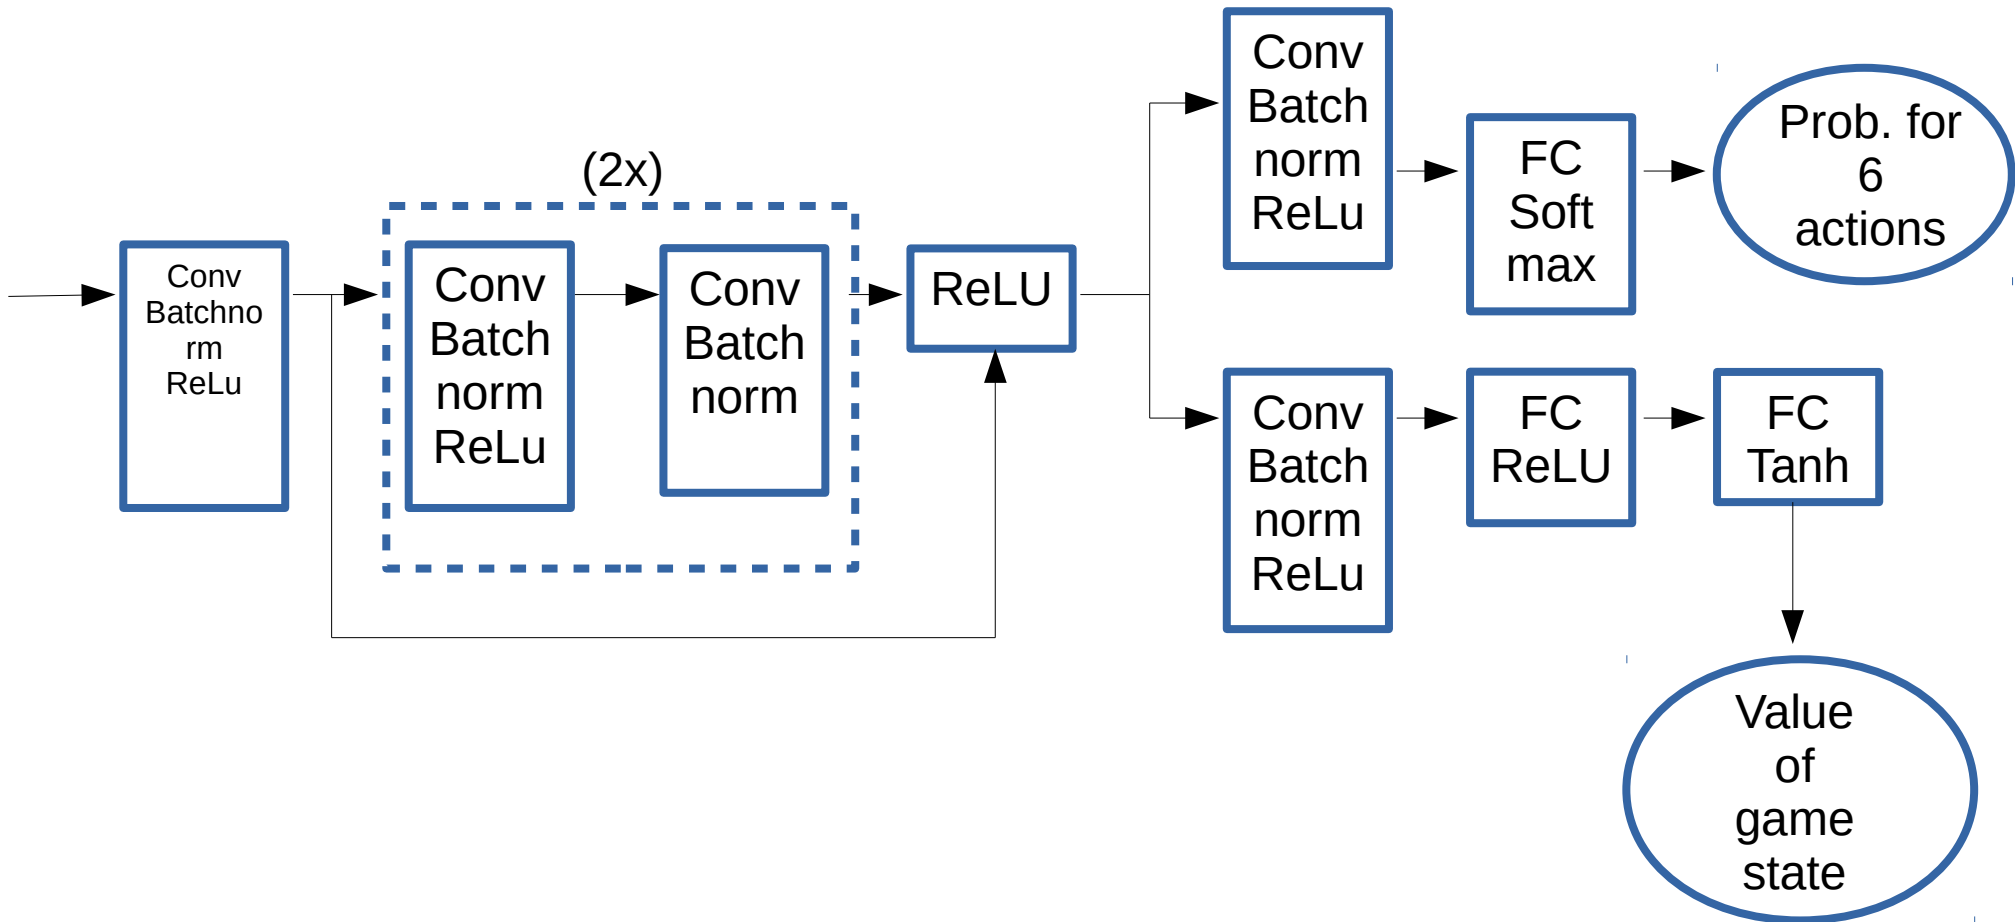 Conv
Batchno
rm
ReLu
(2x)
Conv
Batch
norm
ReLu
Conv
Batch
norm
ReLU
Conv
Batch
norm
ReLu
FC
Soft
max
Prob. for
6
actions
Conv
Batch
norm
ReLu
FC
ReLU
FC
Tanh
Value
of
game
state